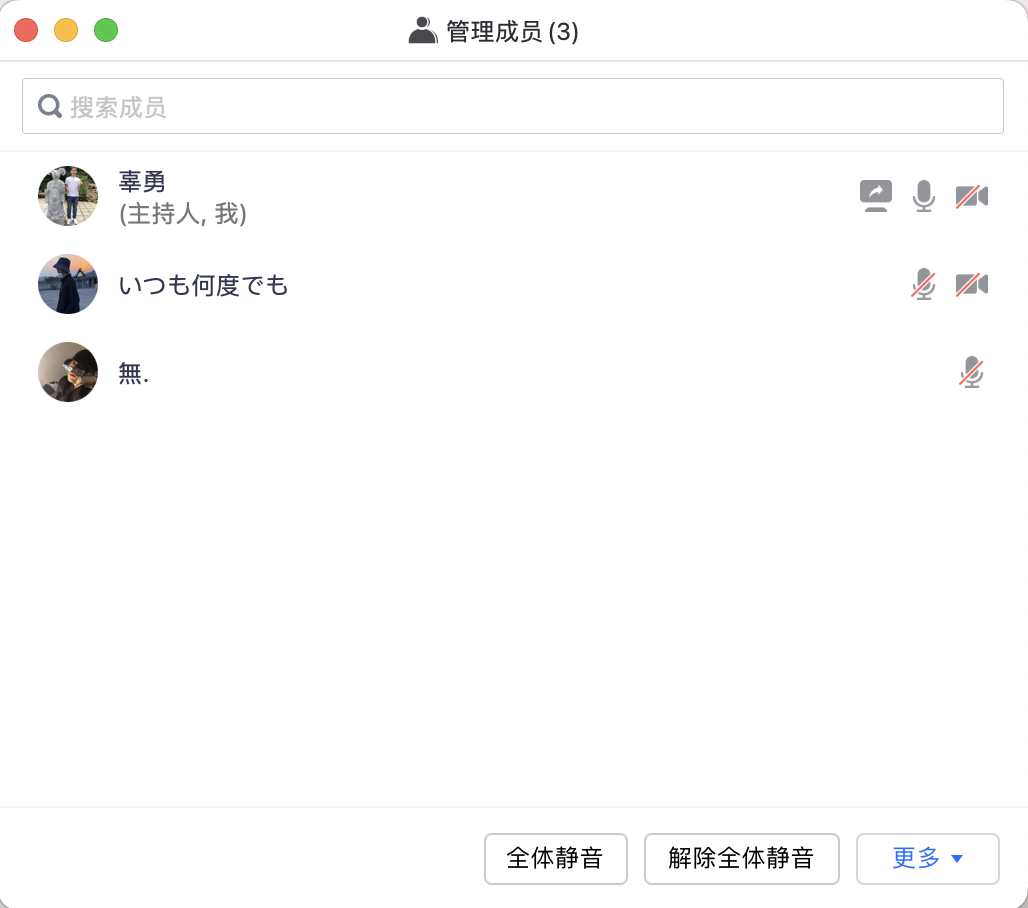 管理成员 (3)
搜索成员
辜勇
(主持人, 我)
いつも何度でも
無.
全体静音
解除全体静音
更多